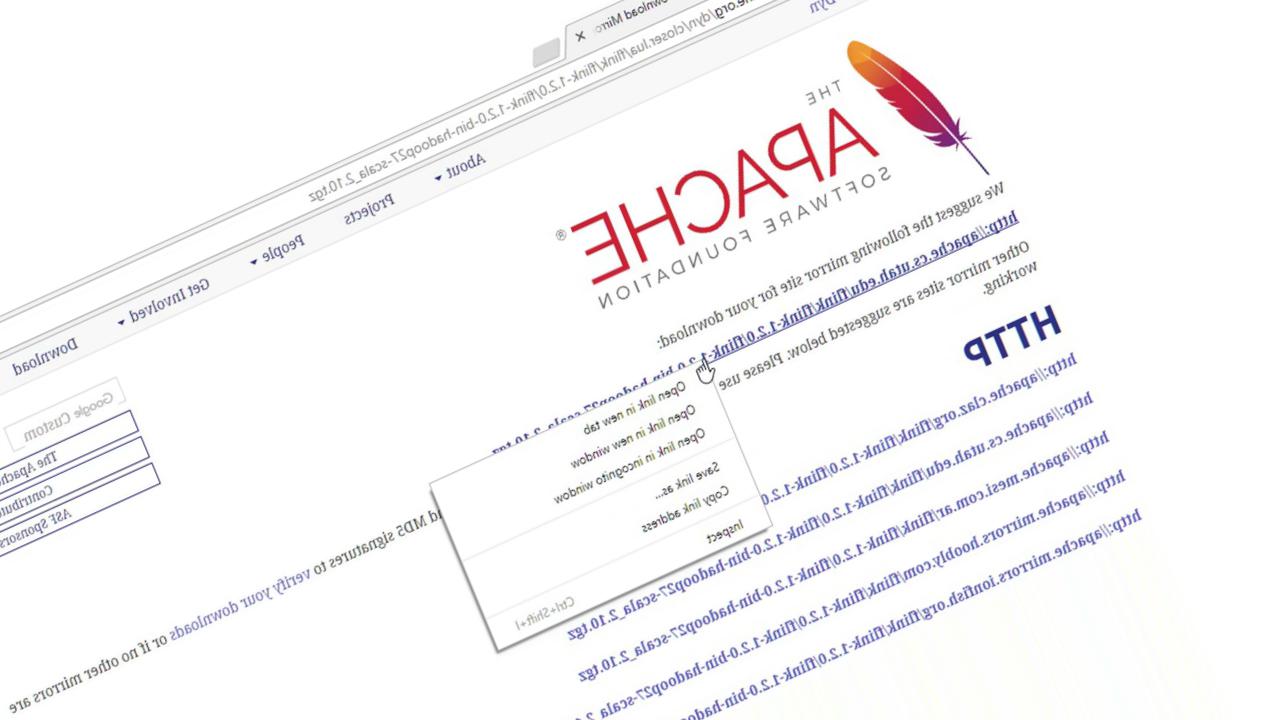 Download Mirro
he.org/dyn/closer.lua/flink/flink-1.2.0/flink-1.2.0-bin-hadoop27-scala_2.10.tgz
Dyn
About
Projects
People
Get Involved
Download
THE
APACHE®
SOFTWARE FOUNDATION
Google Custom
The Apache
Contribut
ASF Sponsors
We suggest the following mirror site for your download:
http://apache.cs.utah.edu/flink/flink-1.2.0/flink-1.2.0-bin-hadoop27-scala_2.10.tgz
Other mirror sites are suggested below. Please use
MD5 signatures to verify your downloads or if no other mirrors are
working.
HTTP
http://apache.claz.org/flink/flink-1.2.0/flink-1.2.0-bin-hadoop27-scala_2.10.tgz
http://apache.cs.utah.edu/flink/flink-1.2.0/flink-1.2.0-bin-hadoop27-scala_2.10.tgz
http://apache.mesi.com.ar/flink/flink-1.2.0/flink-1.2.0-bin-hadoop27-scala_2.10.tgz
http://apache.mirrors.hoobly.com/flink/flink-1.2.0/flink-1.2.0-bin-hadoop27-sca
http://apache.mirrors.ionfish.org/flink/flink-1.2.0/flink-1.2.0-bin
Open link in new tab
Open link in new window
Open link in incognito window
Save link as...
Copy link address
Inspect
Ctrl+Shift+I